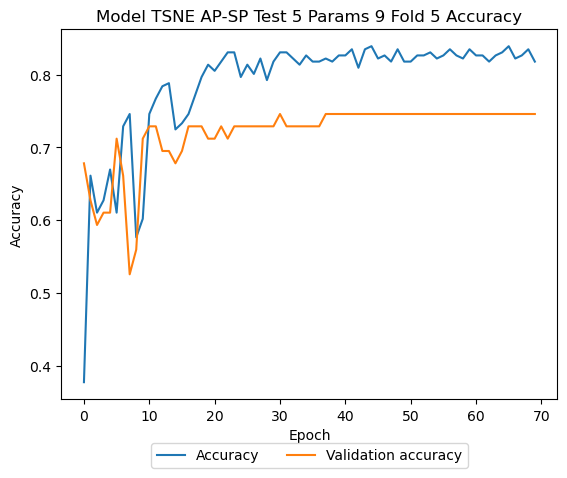 Model TSNE AP-SP Test 5 Params 9 Fold 5 Accuracy
Accuracy
0.8
0.7
0.6
0.5
0.4
0 10 20 30 40 50 60 70
Epoch
Accuracy Validation accuracy